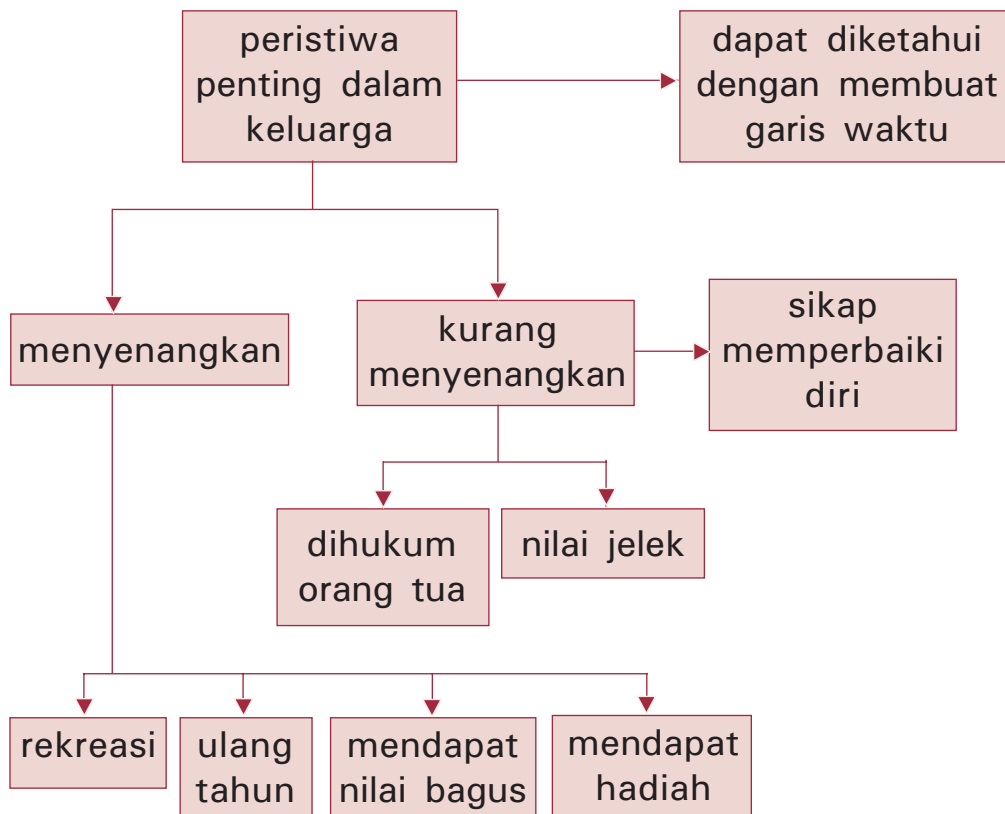 peristiwa
penting dalam
keluarga
dapat diketahui
dengan membuat
garis waktu
menyenangkan
kurang
menyenangkan
sikap
memperbaiki
diri
dihukum
orang tua
nilai jelek
rekreasi
ulang
tahun
mendapat
nilai bagus
mendapat
hadiah